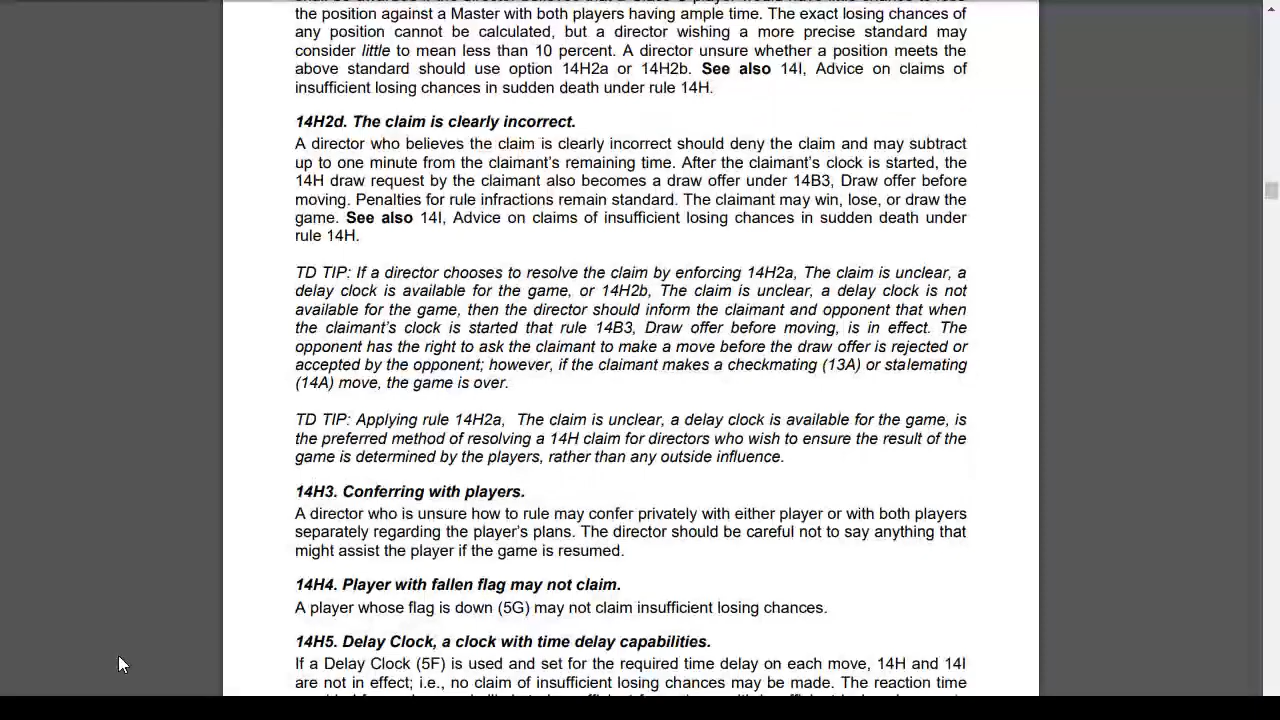 the position against a Master with both players having ample time. The exact losing chances of
any position cannot be calculated, but a director wishing a more precise standard may
consider little to mean less than 10 percent. A director unsure whether a position meets the
above standard should use option 14H2a or 14H2b. See also 14I, Advice on claims of
insufficient losing chances in sudden death under rule 14H.
14H2d. The claim is clearly incorrect.
A director who believes the claim is clearly incorrect should deny the claim and may subtract
up to one minute from the claimant's remaining time. After the claimant's clock is started, the
14H draw request by the claimant also becomes a draw offer under 14B3, Draw offer before
moving. Penalties for rule infractions remain standard. The claimant may win, lose, or draw the
game. See also 14I, Advice on claims of insufficient losing chances in sudden death under
rule 14H.
TD TIP: If a director chooses to resolve the claim by enforcing 14H2a, The claim is unclear, a
delay clock is available for the game, or 14H2b, The claim is unclear, a delay clock is not
available for the game, then the director should inform the claimant and opponent that when
the claimant's clock is started that rule 14B3, Draw offer before moving, is in effect. The
opponent has the right to ask the claimant to make a move before the draw offer is rejected or
accepted by the opponent; however, if the claimant makes a checkmating (13A) or stalemating
(14A) move, the game is over.
TD TIP: Applying rule 14H2a,  The claim is unclear, a delay clock is available for the game, is
the preferred method of resolving a 14H claim for directors who wish to ensure the result of the
game is determined by the players, rather than any outside influence.
14H3. Conferring with players.
A director who is unsure how to rule may confer privately with either player or with both players
separately regarding the player's plans. The director should be careful not to say anything that
might assist the player if the game is resumed.
14H4. Player with fallen flag may not claim.
A player whose flag is down (5G) may not claim insufficient losing chances.
14H5. Delay Clock, a clock with time delay capabilities.
If a Delay Clock (5F) is used and set for the required time delay on each move, 14H and 14I
are not in effect; i.e., no claim of insufficient losing chances may be made. The reaction time